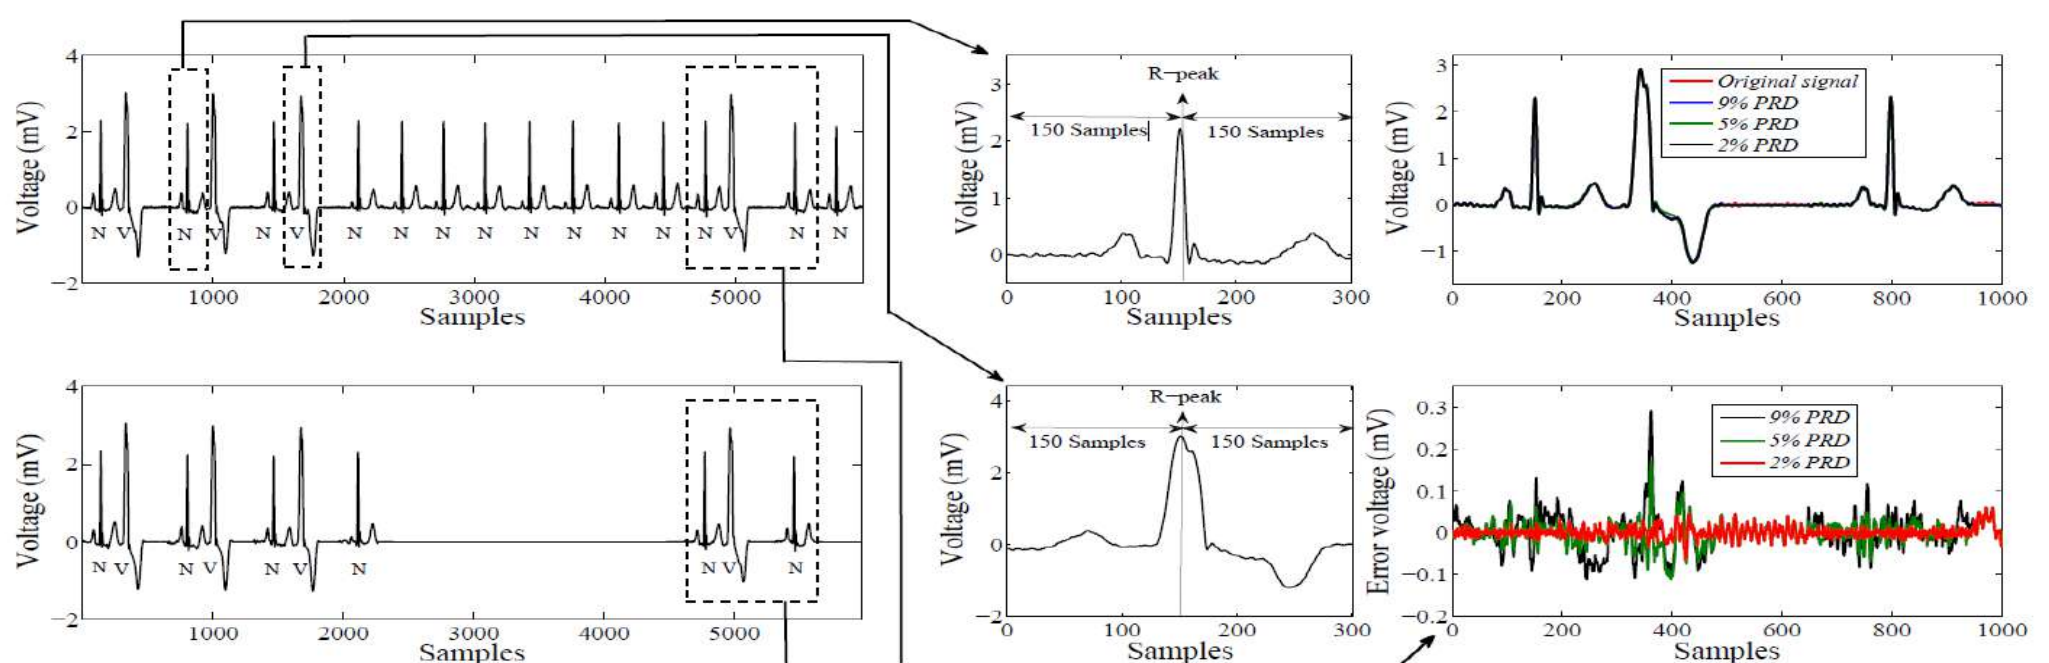 4
2
0
−2
Voltage (mV)
N V N V N V N N N N N N N N N V N N
1000 2000 3000 4000 5000
Samples
3
2
1
0
Voltage (mV)
R−peak
150 Samples 150 Samples
0 100 200 300
Samples
3
2
1
0
−1
Voltage (mV)
Original signal
9% PRD
5% PRD
2% PRD
0 200 400 600 800 1000
Samples
4
2
0
−2
Voltage (mV)
N V N V N V N N V N
1000 2000 3000 4000 5000
Samples
4
2
0
−2
Voltage (mV)
R−peak
150 Samples 150 Samples
0 100 200 300
Samples
0.3
0.2
0.1
0
−0.1
−0.2
Error voltage (mV)
9% PRD
5% PRD
2% PRD
0 200 400 600 800 1000
Samples